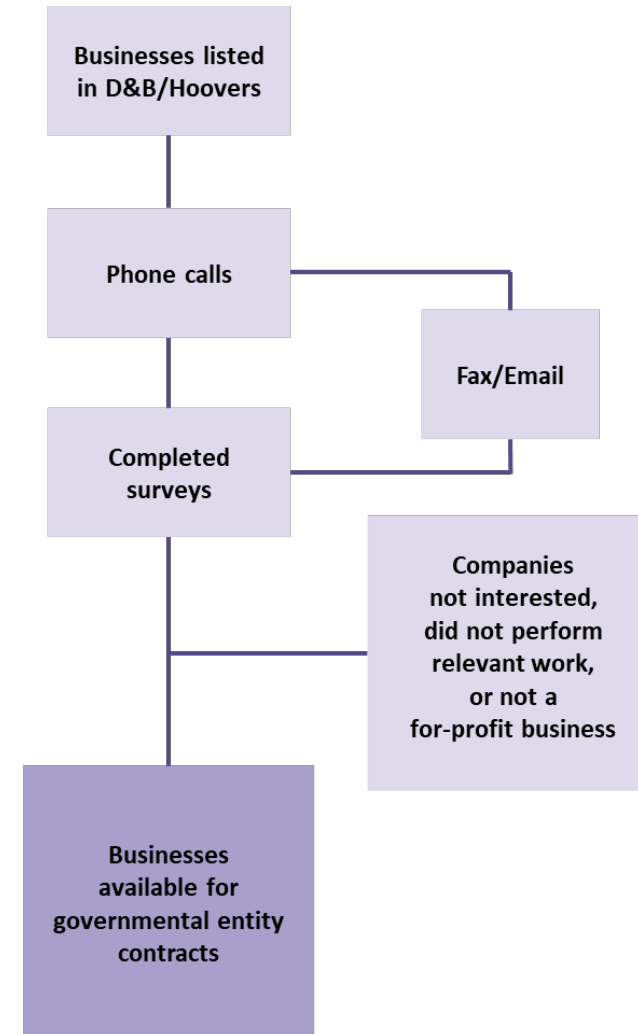 Businesses listed
in D&B/Hoovers
Phone calls
Fax/Email
Completed
surveys
Companies
not interested,
did not perform
relevant work,
or not a
for-profit business
Businesses
available for
governmental entity
contracts